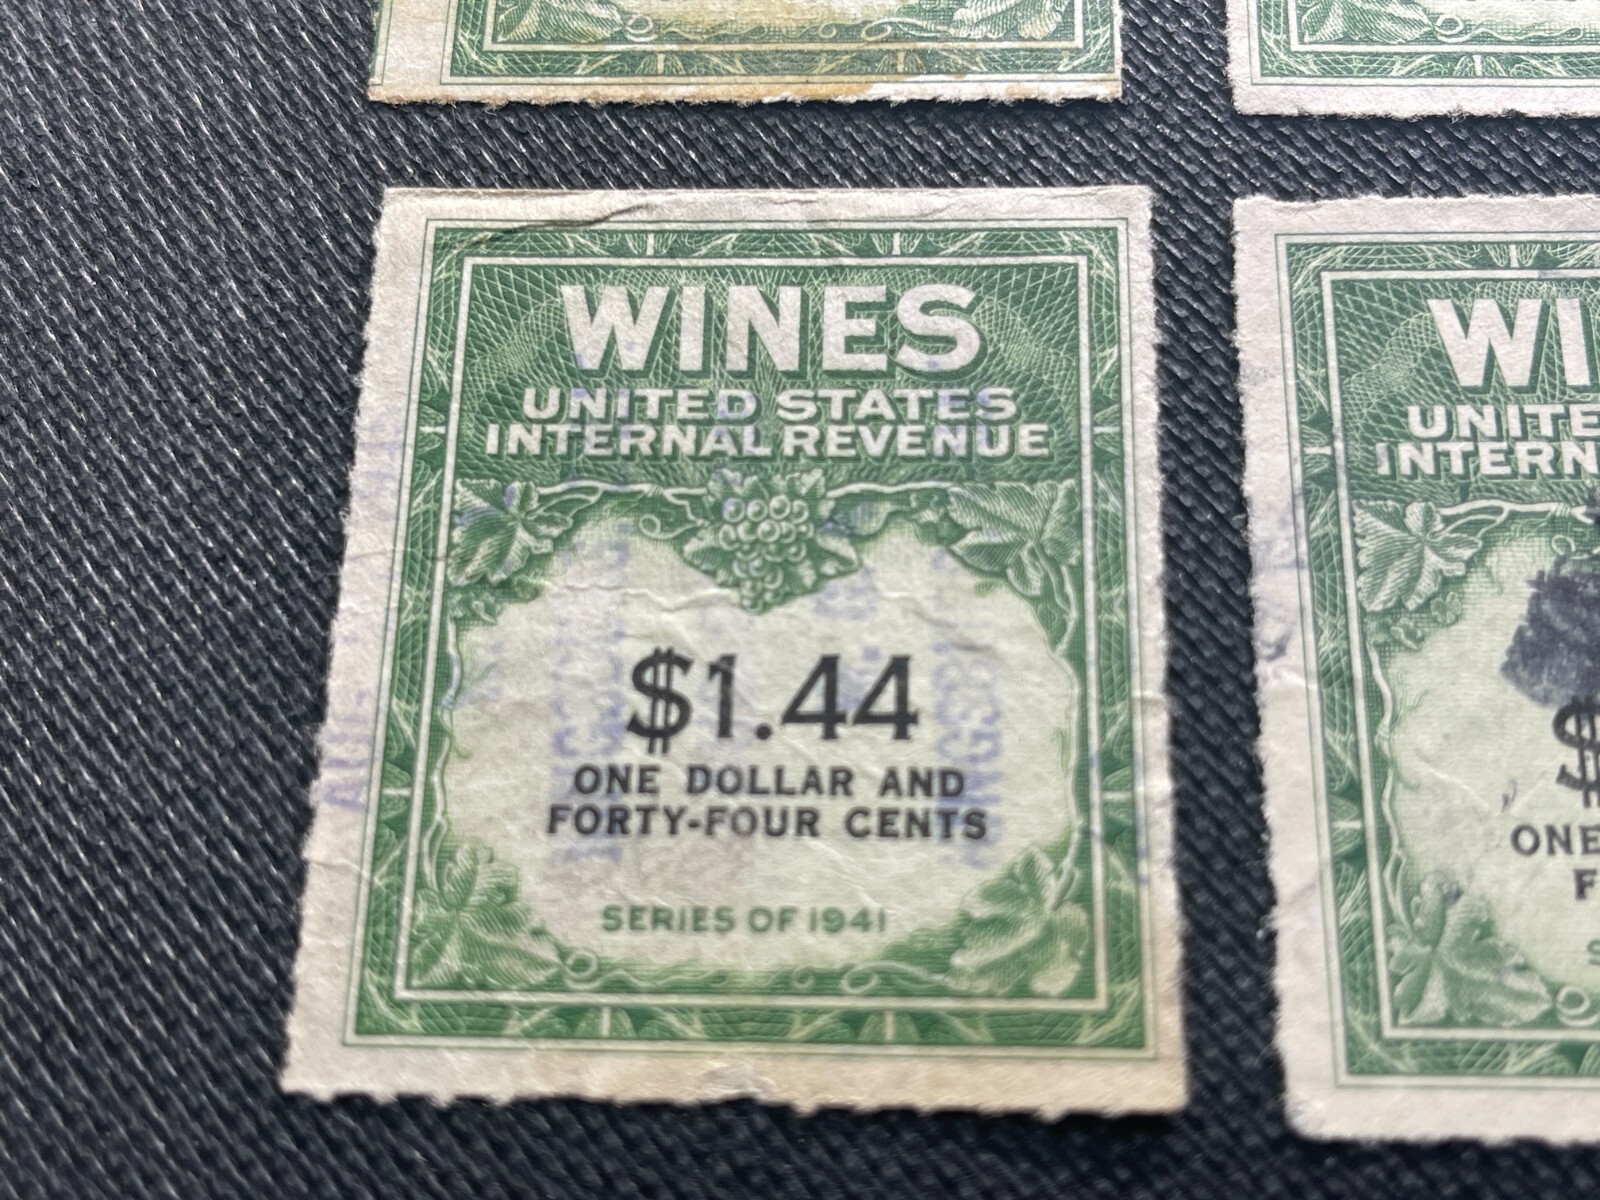 WINES
UNITED STATES
INTERNAL REVENUE
$1.44
ONE DOLLAR AND
FORTY-FOUR CENTS
SERIES OF 1941
WI
UNITE
INTERN
$
ONE
F
S